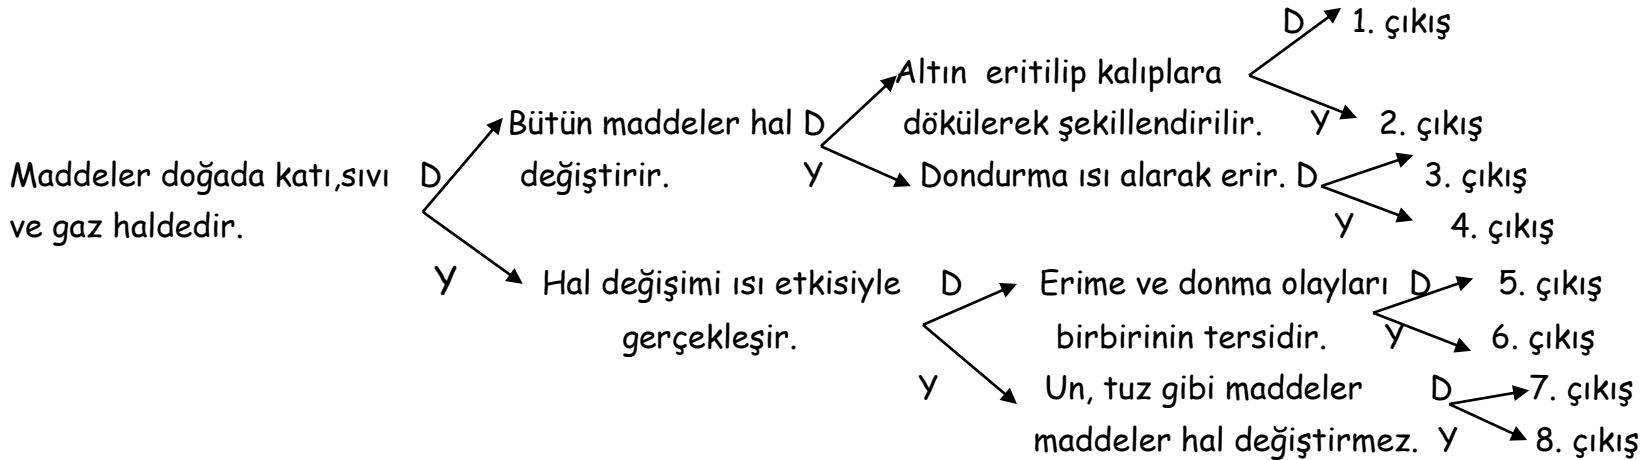 D 1. çıkış
Altın eritilip kalıplara
Bütün maddeler hal D dökülerek şekillendirilir. Y 2. çıkış
Maddeler doğada katı,sıvı D değiştirir. Y Dondurma ısı alarak erir. D 3. çıkış
ve gaz haldedir. Y 4. çıkış
Y Hal değişimi ısı etkisiyle D Erime ve donma olayları D 5. çıkış
gerçekleşir. birbirinin tersidir. Y 6. çıkış
Y Un, tuz gibi maddeler D 7. çıkış
maddeler hal değiştirmez. Y 8. çıkış